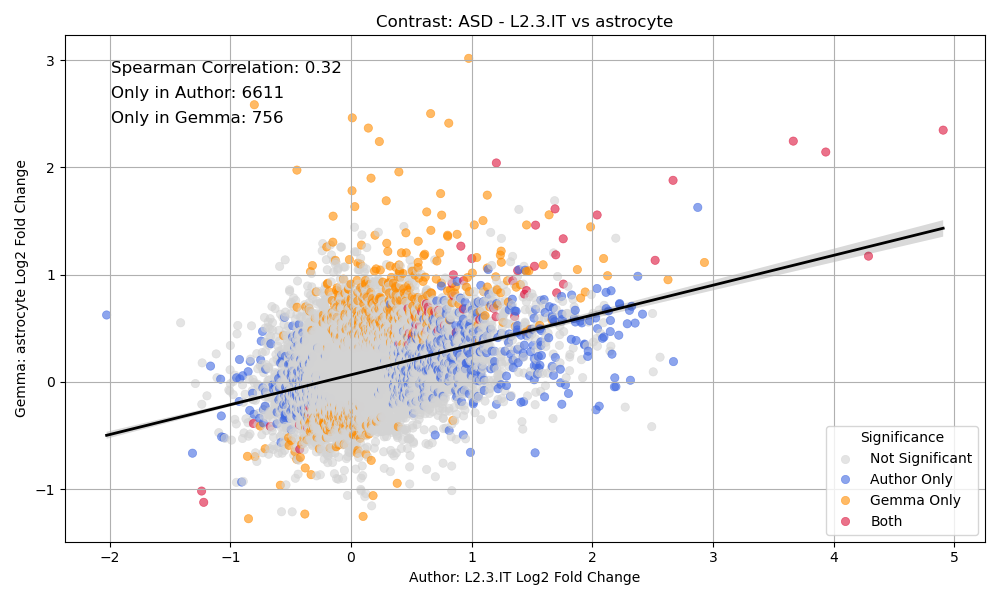 Contrast: ASD - L2.3.IT vs astrocyte
Spearman Correlation: 0.32
Only in Author: 6611
Only in Gemma: 756
Gemma: astrocyte Log2 Fold Change
3
2
1
0
−1
Significance
Not Significant
Author Only
Gemma Only
Both
−2
−1
0
1
2
3
4
5
Author: L2.3.IT Log2 Fold Change